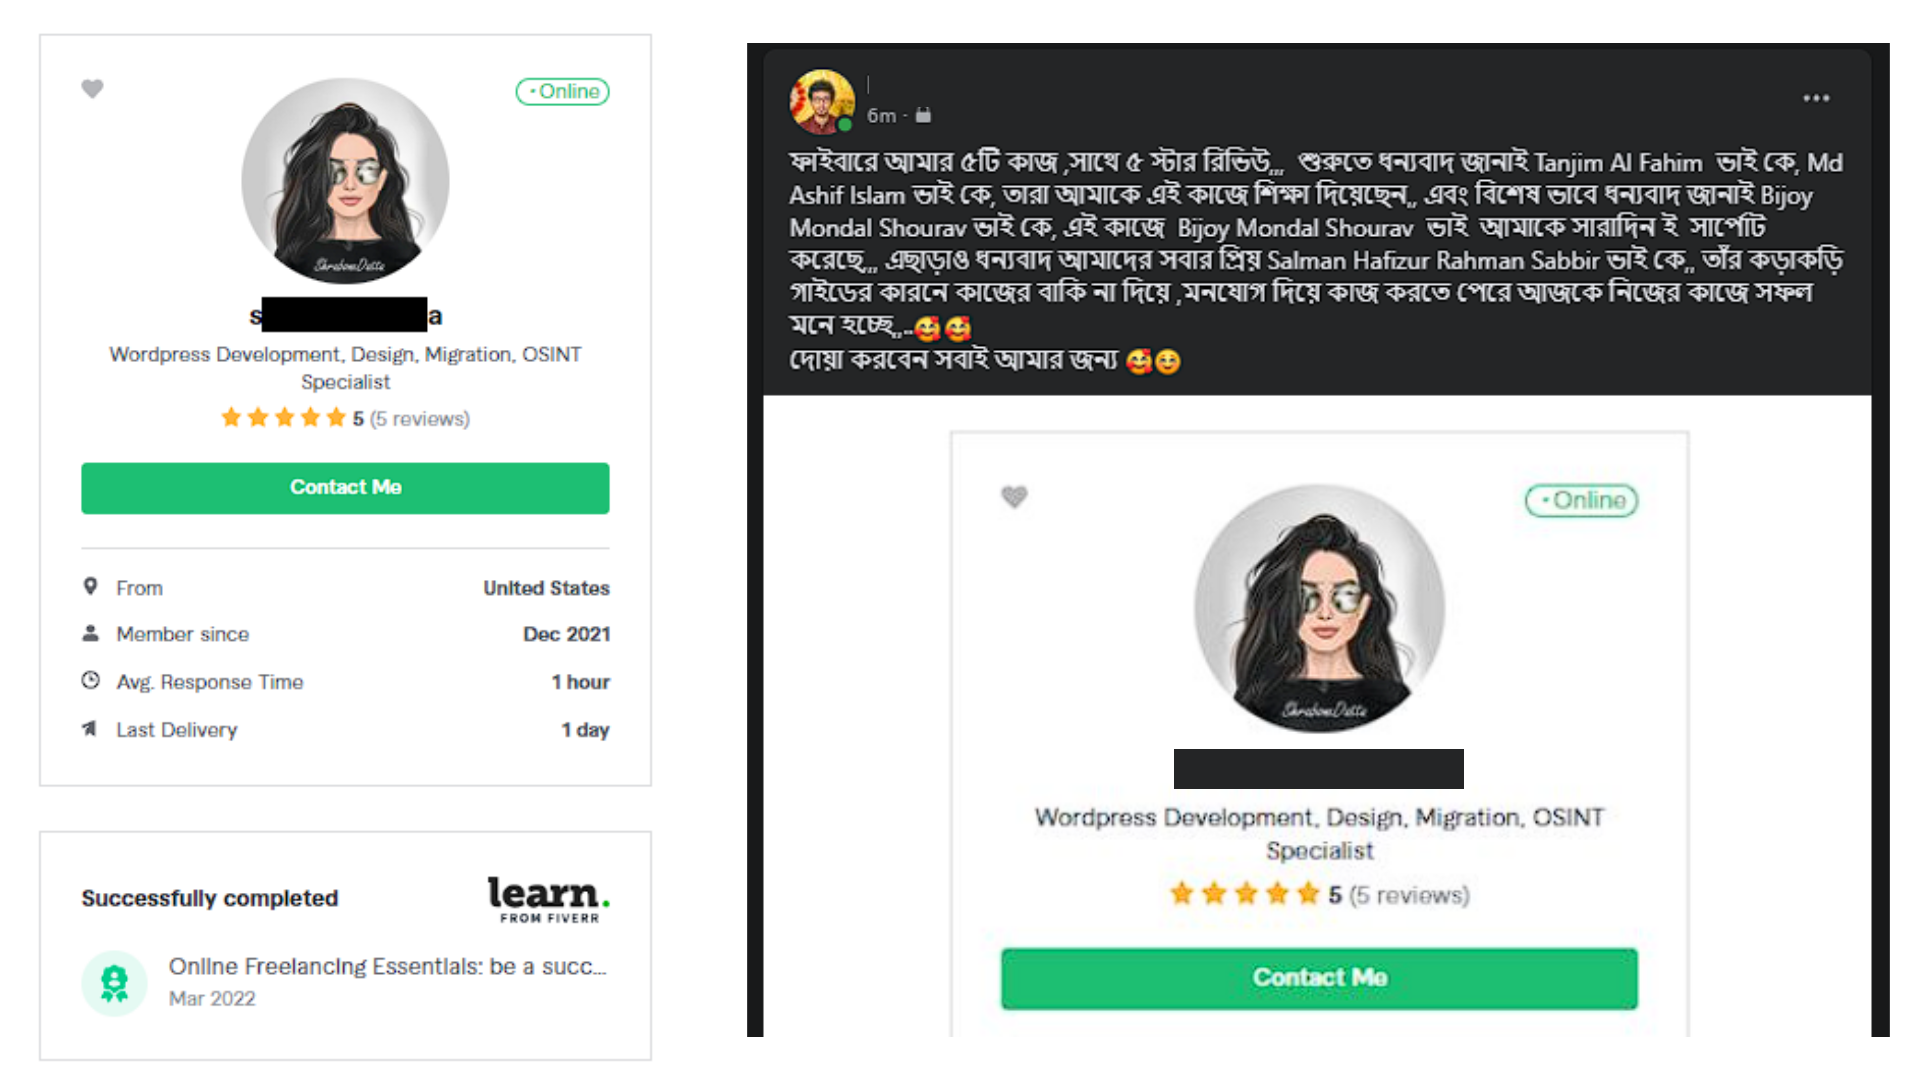 Online
ShrabomDatta
s
a
Wordpress Development, Design, Migration, OSINT
Specialist
5 (5 reviews)
Contact Me
From United States
Member since Dec 2021
Avg. Response Time 1 hour
Last Delivery 1 day
Successfully completed
learn.
FROM FIVERR
Online Freelancing Essentials: be a succ...
Mar 2022
6m ·
ফাইবারে আমার ৫টি কাজ ,সাথে ৫ স্টার রিভিউ,,, শুরুতে ধন্যবাদ জানাই Tanjim Al Fahim ভাই কে, Md
Ashif Islam ভাই কে, তারা আমাকে এই কাজে শিক্ষা দিয়েছেন,, এবং বিশেষ ভাবে ধন্যবাদ জানাই Bijoy
Mondal Shourav ভাই কে, এই কাজে Bijoy Mondal Shourav ভাই আমাকে সারাদিন ই সার্পোট
করেছে,,, এছাড়াও ধন্যবাদ আমাদের সবার প্রিয় Salman Hafizur Rahman Sabbir ভাই কে,, তাঁর কড়াকড়ি
গাইডের কারনে কাজের বাকি না দিয়ে ,মনযোগ দিয়ে কাজ করতে পেরে আজকে নিজের কাজে সফল
মনে হচ্ছে,,..🥰🥰
দোয়া করবেন সবাই আমার জন্য 🥰☺️
Online
ShrabomDatta
Wordpress Development, Design, Migration, OSINT
Specialist
5 (5 reviews)
Contact Me